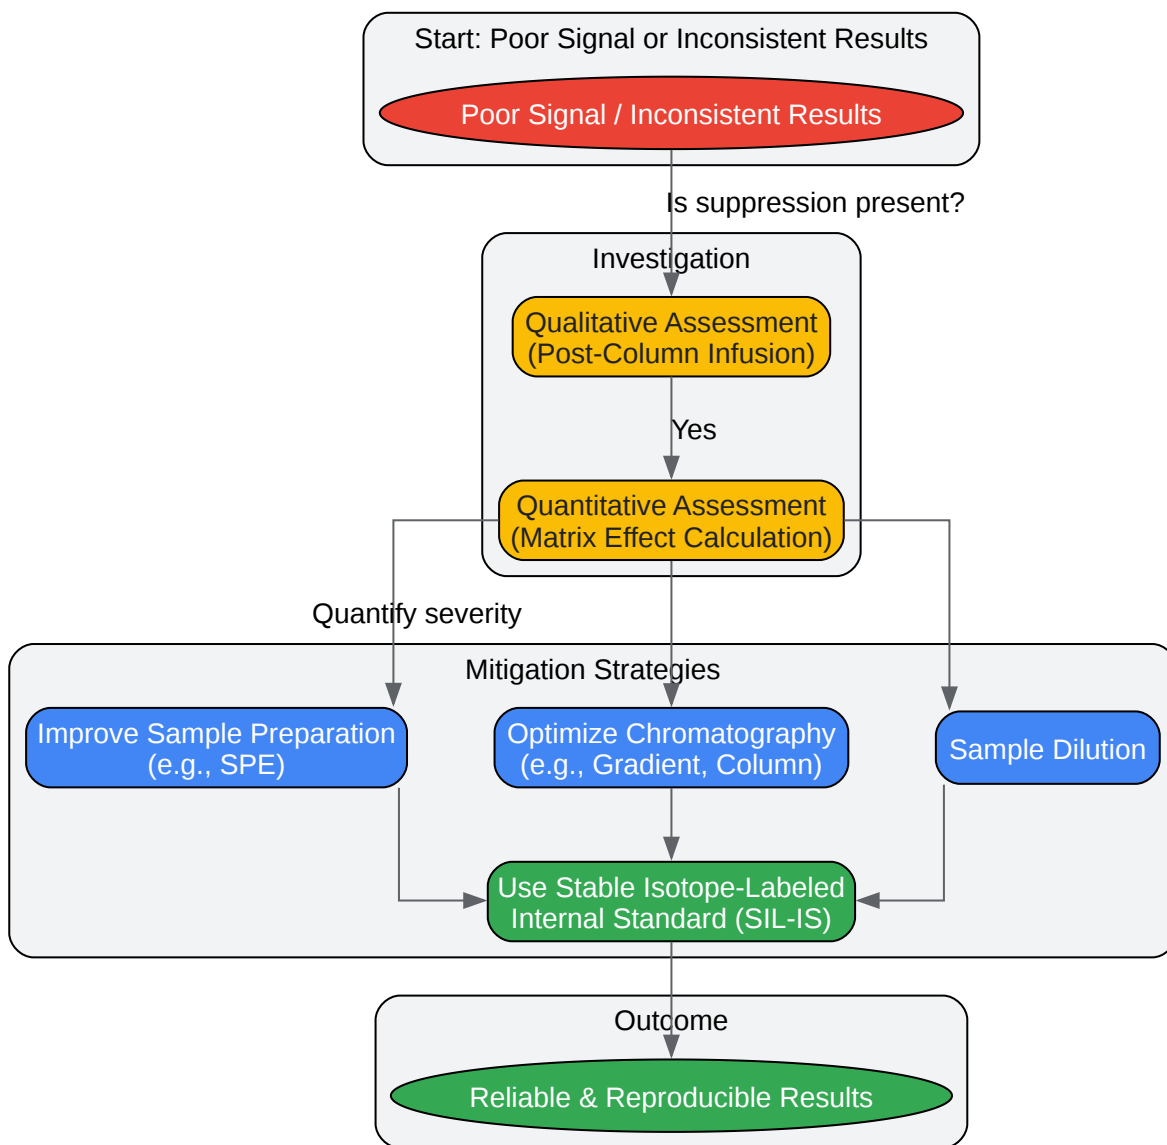 Start: Poor Signal or Inconsistent Results
Poor Signal / Inconsistent Results
Is suppression present?
Investigation
Qualitative Assessment
(Post-Column Infusion)
Yes
Quantitative Assessment
(Matrix Effect Calculation)
Quantify severity
Mitigation Strategies
Improve Sample Preparation
(e.g., SPE)
Optimize Chromatography
(e.g., Gradient, Column)
Sample Dilution
Use Stable Isotope-Labeled
Internal Standard (SIL-IS)
Outcome
Reliable & Reproducible Results